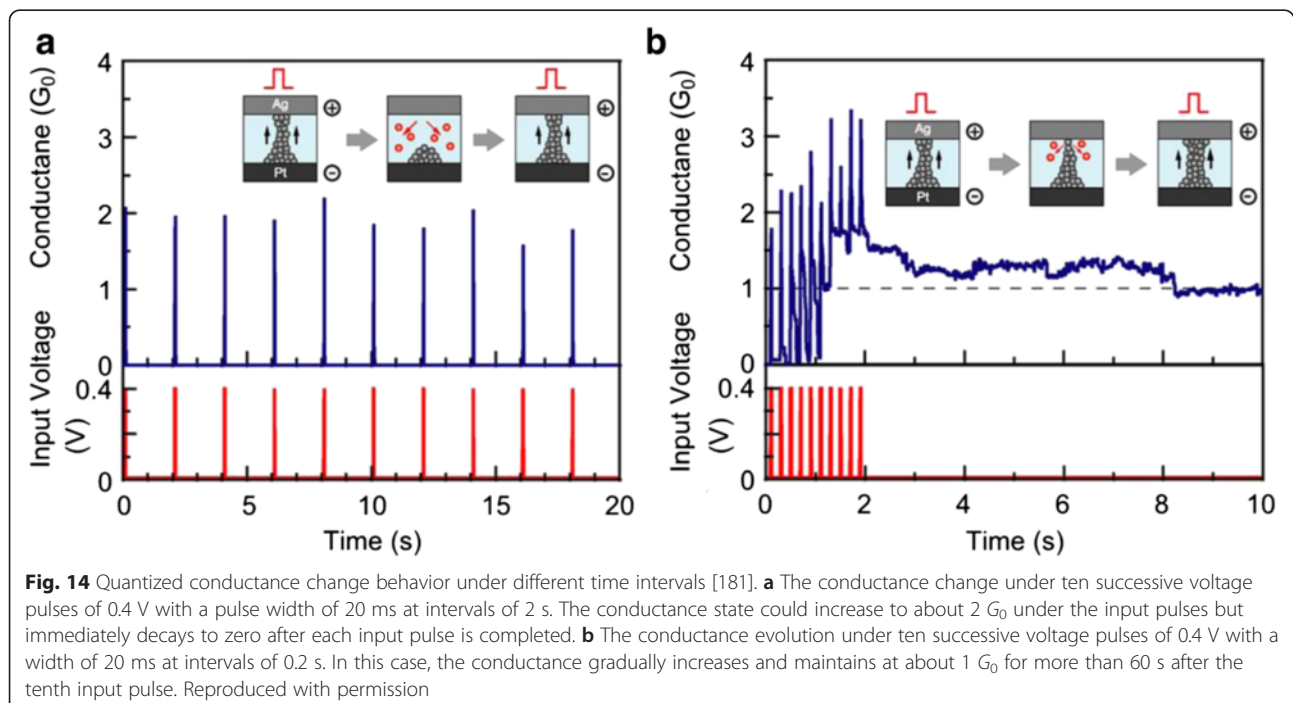 a
Conductance (G0)
Input Voltage
(V)
4
3
2
1
0
0.4
0
Ag
Pt
+
−
0 5 10 15 20
Time (s)
b
Conductance (G0)
Input Voltage
(V)
4
3
2
1
0
0.4
0
Ag
Pt
+
−
+
−
0 2 4 6 8 10
Time (s)
Fig. 14 Quantized conductance change behavior under different time intervals [181]. a The conductance change under ten successive voltage
pulses of 0.4 V with a pulse width of 20 ms at intervals of 2 s. The conductance state could increase to about 2 G0 under the input pulses but
immediately decays to zero after each input pulse is completed. b The conductance evolution under ten successive voltage pulses of 0.4 V with a
width of 20 ms at intervals of 0.2 s. In this case, the conductance gradually increases and maintains at about 1 G0 for more than 60 s after the
tenth input pulse. Reproduced with permission